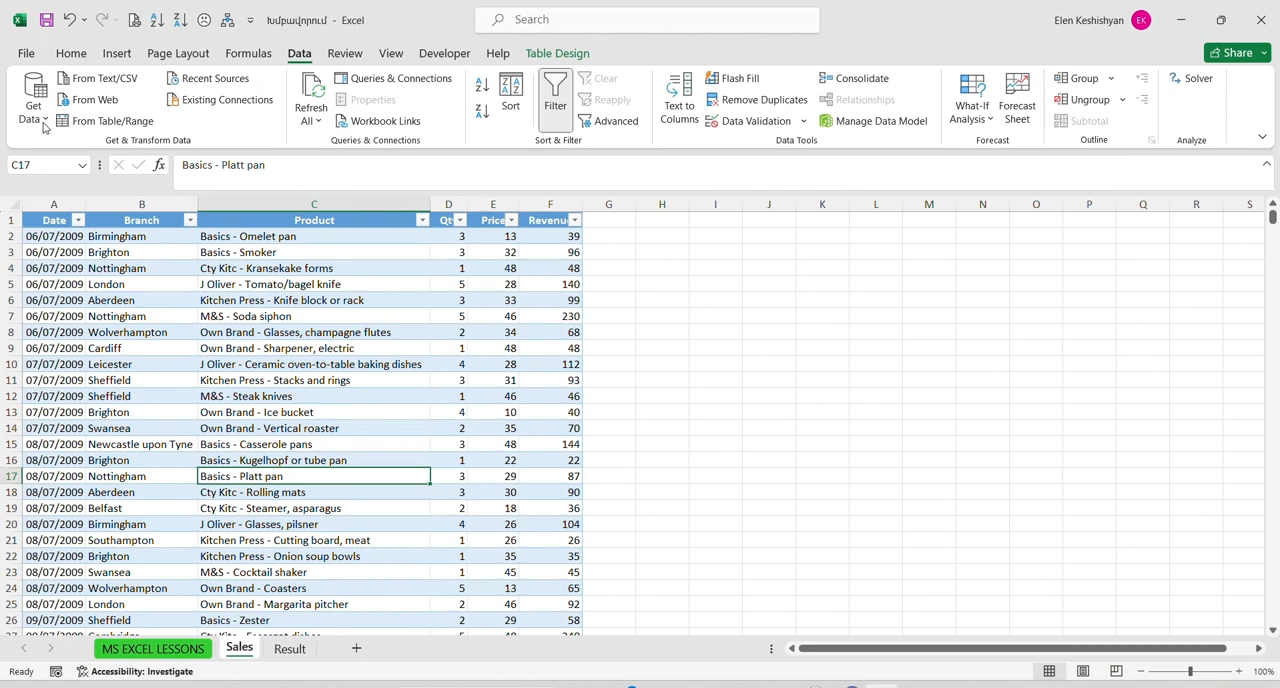 Խմբավորում - Excel
Search
Elen Keshishyan EK
File Home Insert Page Layout Formulas Data Review View Developer Help Table Design Share
Get Data
From Text/CSV
From Web
From Table/Range
Recent Sources
Existing Connections
Get & Transform Data
Refresh All
Queries & Connections
Properties
Workbook Links
Queries & Connections
Sort
Filter
Clear
Reapply
Advanced
Sort & Filter
Text to Columns
Flash Fill
Remove Duplicates
Data Validation
Consolidate
Relationships
Manage Data Model
Data Tools
What-If Analysis
Forecast Sheet
Forecast
Group
Ungroup
Subtotal
Outline
Solver
Analyze
C17 fx Basics - Platt pan
A B C D E F G H I J K L M N O P Q R S
1 Date Branch Product Qt Price Revenu
2 06/07/2009 Birmingham Basics - Omelet pan 3 13 39
3 06/07/2009 Brighton Basics - Smoker 3 32 96
4 06/07/2009 Nottingham Cty Kitc - Kransekake forms 1 48 48
5 06/07/2009 London J Oliver - Tomato/bagel knife 5 28 140
6 06/07/2009 Aberdeen Kitchen Press - Knife block or rack 3 33 99
7 06/07/2009 Nottingham M&S - Soda siphon 5 46 230
8 06/07/2009 Wolverhampton Own Brand - Glasses, champagne flutes 2 34 68
9 06/07/2009 Cardiff Own Brand - Sharpener, electric 1 48 48
10 07/07/2009 Leicester J Oliver - Ceramic oven-to-table baking dishes 4 28 112
11 07/07/2009 Sheffield Kitchen Press - Stacks and rings 3 31 93
12 07/07/2009 Sheffield M&S - Steak knives 1 46 46
13 07/07/2009 Brighton Own Brand - Ice bucket 4 10 40
14 07/07/2009 Swansea Own Brand - Vertical roaster 2 35 70
15 08/07/2009 Newcastle upon Tyne Basics - Casserole pans 3 48 144
16 08/07/2009 Brighton Basics - Kugelhopf or tube pan 1 22 22
17 08/07/2009 Nottingham Basics - Platt pan 3 29 87
18 08/07/2009 Aberdeen Cty Kitc - Rolling mats 3 30 90
19 08/07/2009 Belfast Cty Kitc - Steamer, asparagus 2 18 36
20 08/07/2009 Birmingham J Oliver - Glasses, pilsner 4 26 104
21 08/07/2009 Southampton Kitchen Press - Cutting board, meat 1 26 26
22 08/07/2009 Brighton Kitchen Press - Onion soup bowls 1 35 35
23 08/07/2009 Swansea M&S - Cocktail shaker 1 45 45
24 08/07/2009 Wolverhampton Own Brand - Coasters 5 13 65
25 08/07/2009 London Own Brand - Margarita pitcher 2 46 92
26 09/07/2009 Sheffield Basics - Zester 2 29 58
MS EXCEL LESSONS Sales Result
Ready Accessibility: Investigate 100%